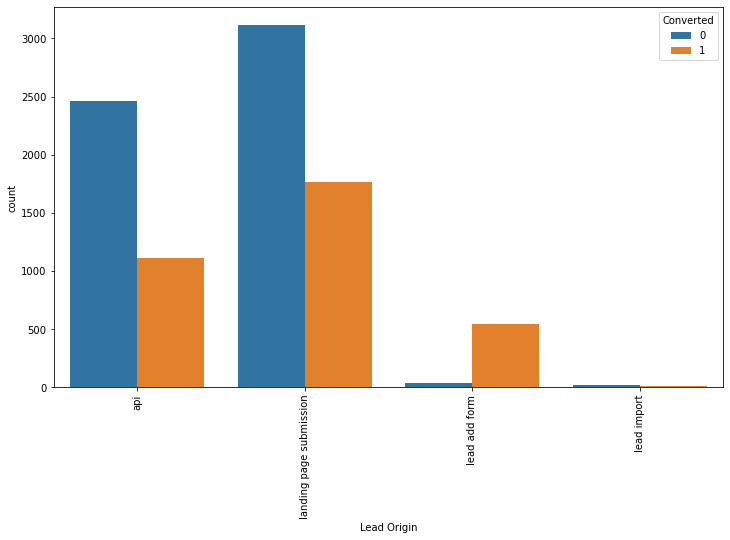 Converted
0
1
3000
2500
2000
1500
1000
500
0
count
api
landing page submission
lead add form
lead import
Lead Origin